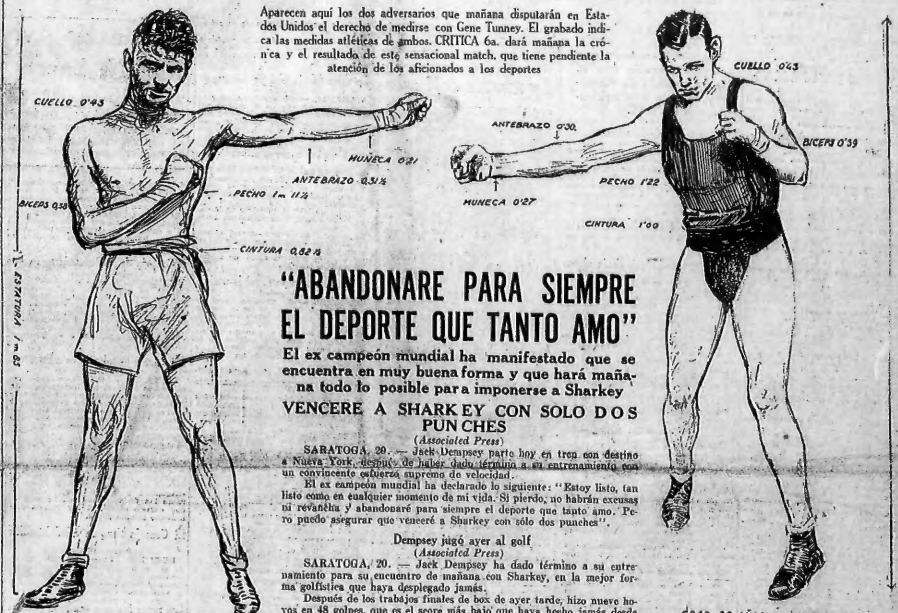 Aparecen aquí los dos adversarios que mañana disputarán en Esta-
dos Unidos el derecho de medirse con Gene Tunney. El grabado indi-
ca las medidas atléticas de ambos. CRITICA 6a. dará mañana la cró-
nica y el resultado de este sensacional match, que tiene pendiente la
atención de los aficionados a los deportes
CUELLO 0'43
MUÑECA 0'21
ANTEBRAZO 0,31½
PECHO 1 m 11½
BICEPS 0,38
CINTURA 0,82½
ESTATURA 1 m 85
CUELLO 0'43
ANTEBRAZO 0'30
BICEPS 0'39
PECHO 1'22
MUÑECA 0'27
CINTURA 1'00
"ABANDONARE PARA SIEMPRE
EL DEPORTE QUE TANTO AMO"
El ex campeón mundial ha manifestado que se
encuentra en muy buena forma y que hará maña-
na todo lo posible para imponerse a Sharkey
VENCERE A SHARKEY CON SOLO DOS
PUNCHES
(Associated Press)
SARATOGA, 20. — Jack Dempsey parte hoy en tren con destino
a Nueva York, después de haber dado término a su entrenamiento con
un convincente esfuerzo supremo de velocidad.
El ex campeón mundial ha declarado lo siguiente: "Estoy listo, tan
listo como en cualquier momento de mi vida. Si pierdo, no habrán excusas
ni revancha y abandonaré para siempre el deporte que tanto amo. Pe-
ro puedo asegurar que venceré a Sharkey con sólo dos punches".
Dempsey jugó ayer al golf
(Associated Press)
SARATOGA, 20. — Jack Dempsey ha dado término a su entre
namiento para su encuentro de mañana con Sharkey, en la mejor for-
ma golfística que haya desplegado jamás.
Después de los trabajos finales de box de ayer tarde, hizo nueve ho-
yos en 48 golpes, que es el score más bajo que haya hecho jamás desde